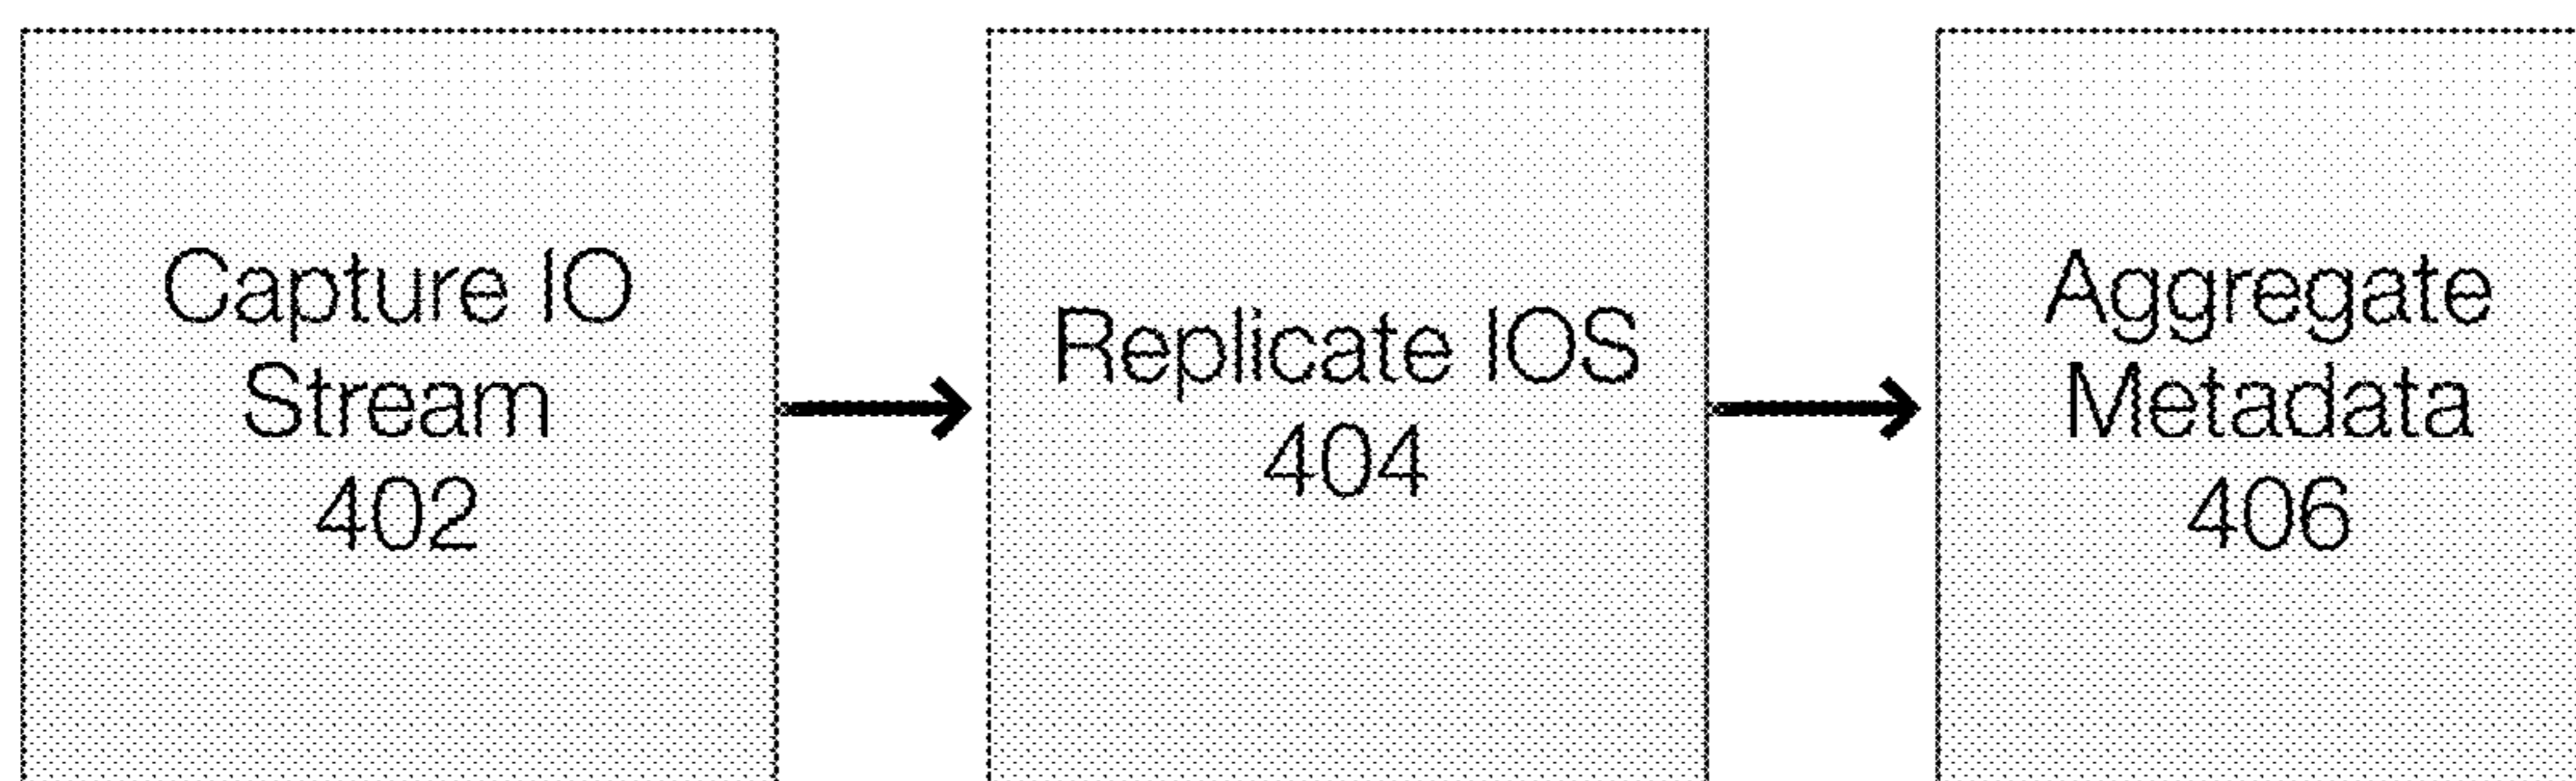 Capture IO
Stream
402
Replicate IOS
404
Aggregate
Metadata
406